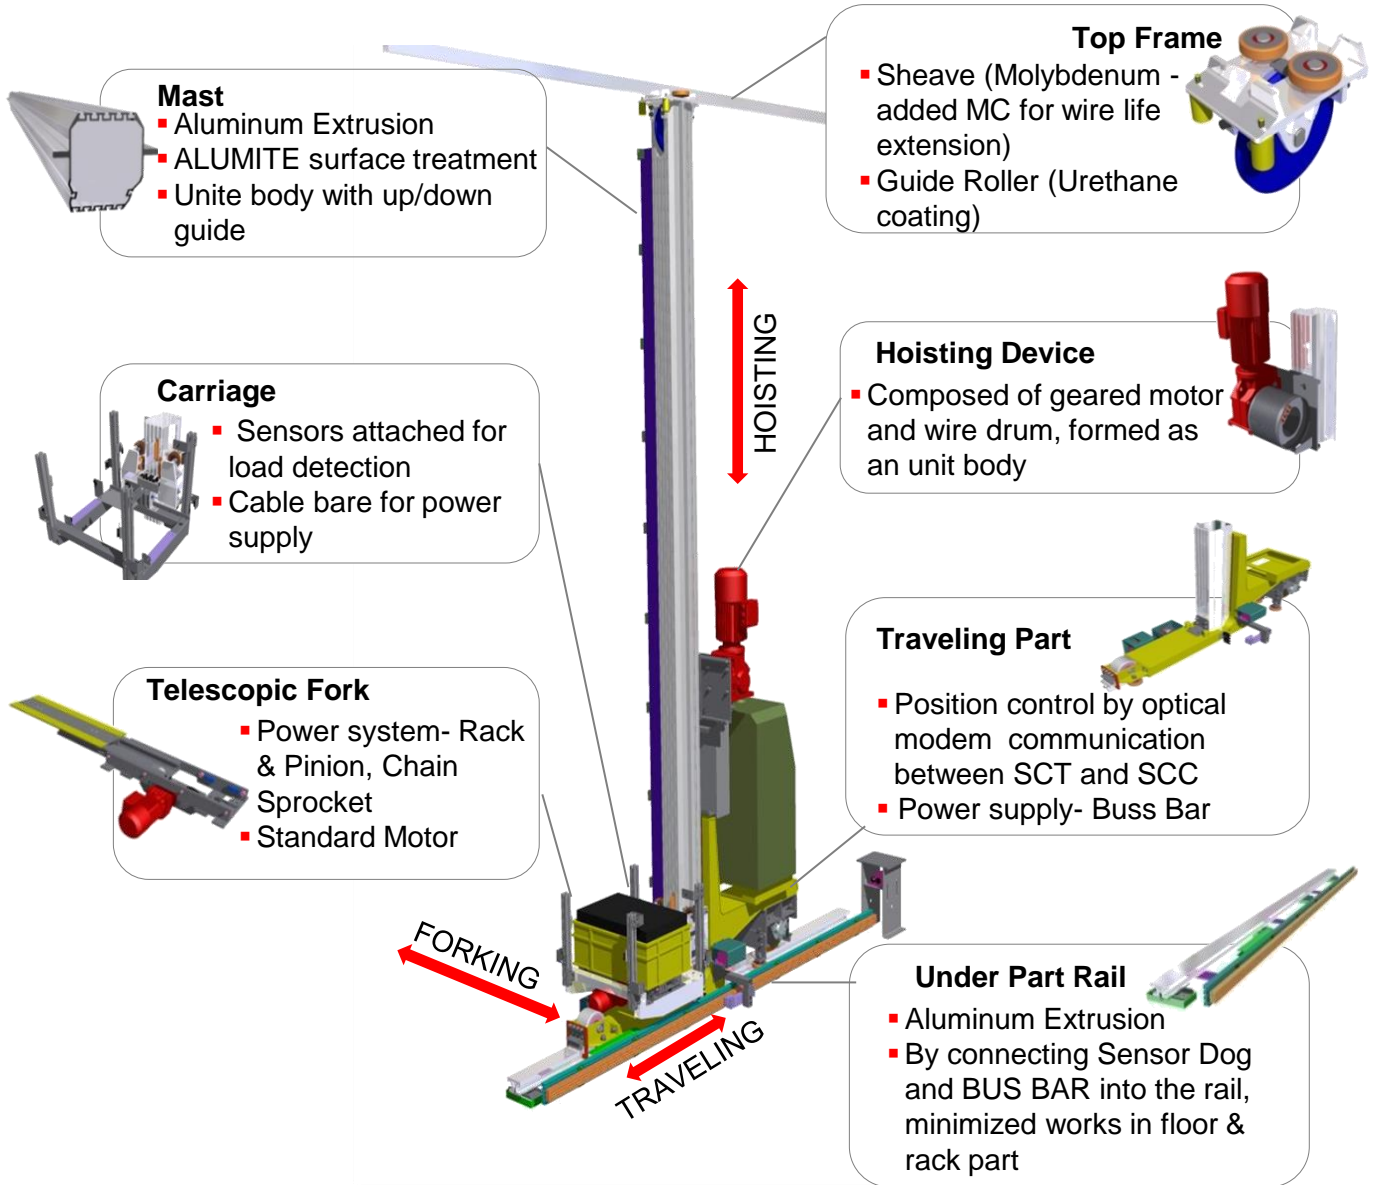 Mast
Aluminum Extrusion
ALUMITE surface treatment
Unite body with up/down
guide
Top Frame
Sheave (Molybdenum -
added MC for wire life
extension)
Guide Roller (Urethane
coating)
HOISTING
Hoisting Device
Composed of geared motor
and wire drum, formed as
an unit body
Carriage
Sensors attached for
load detection
Cable bare for power
supply
Traveling Part
Position control by optical
modem communication
between SCT and SCC
Power supply- Buss Bar
Telescopic Fork
Power system- Rack
& Pinion, Chain
Sprocket
Standard Motor
FORKING
TRAVELING
Under Part Rail
Aluminum Extrusion
By connecting Sensor Dog
and BUS BAR into the rail,
minimized works in floor &
rack part